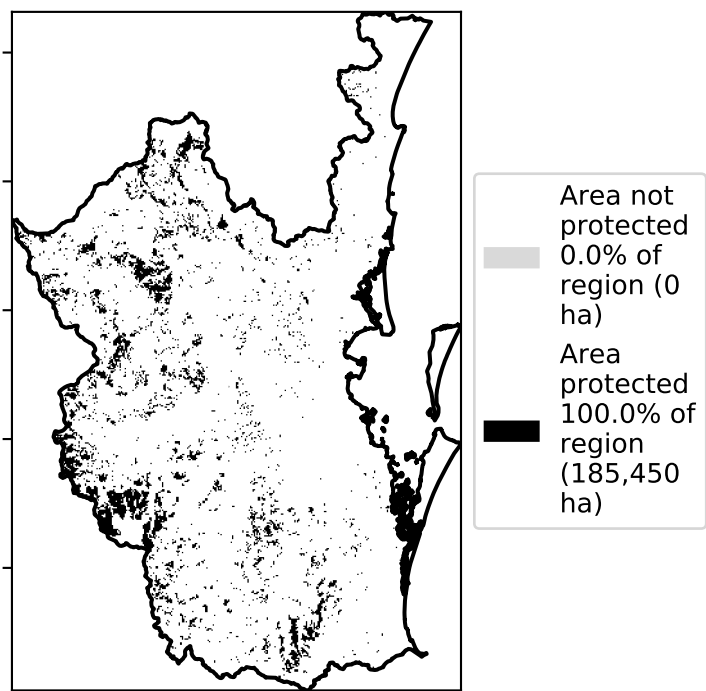 Area not
protected
0.0% of
region (0
ha)
Area
protected
100.0% of
region
(185,450
ha)